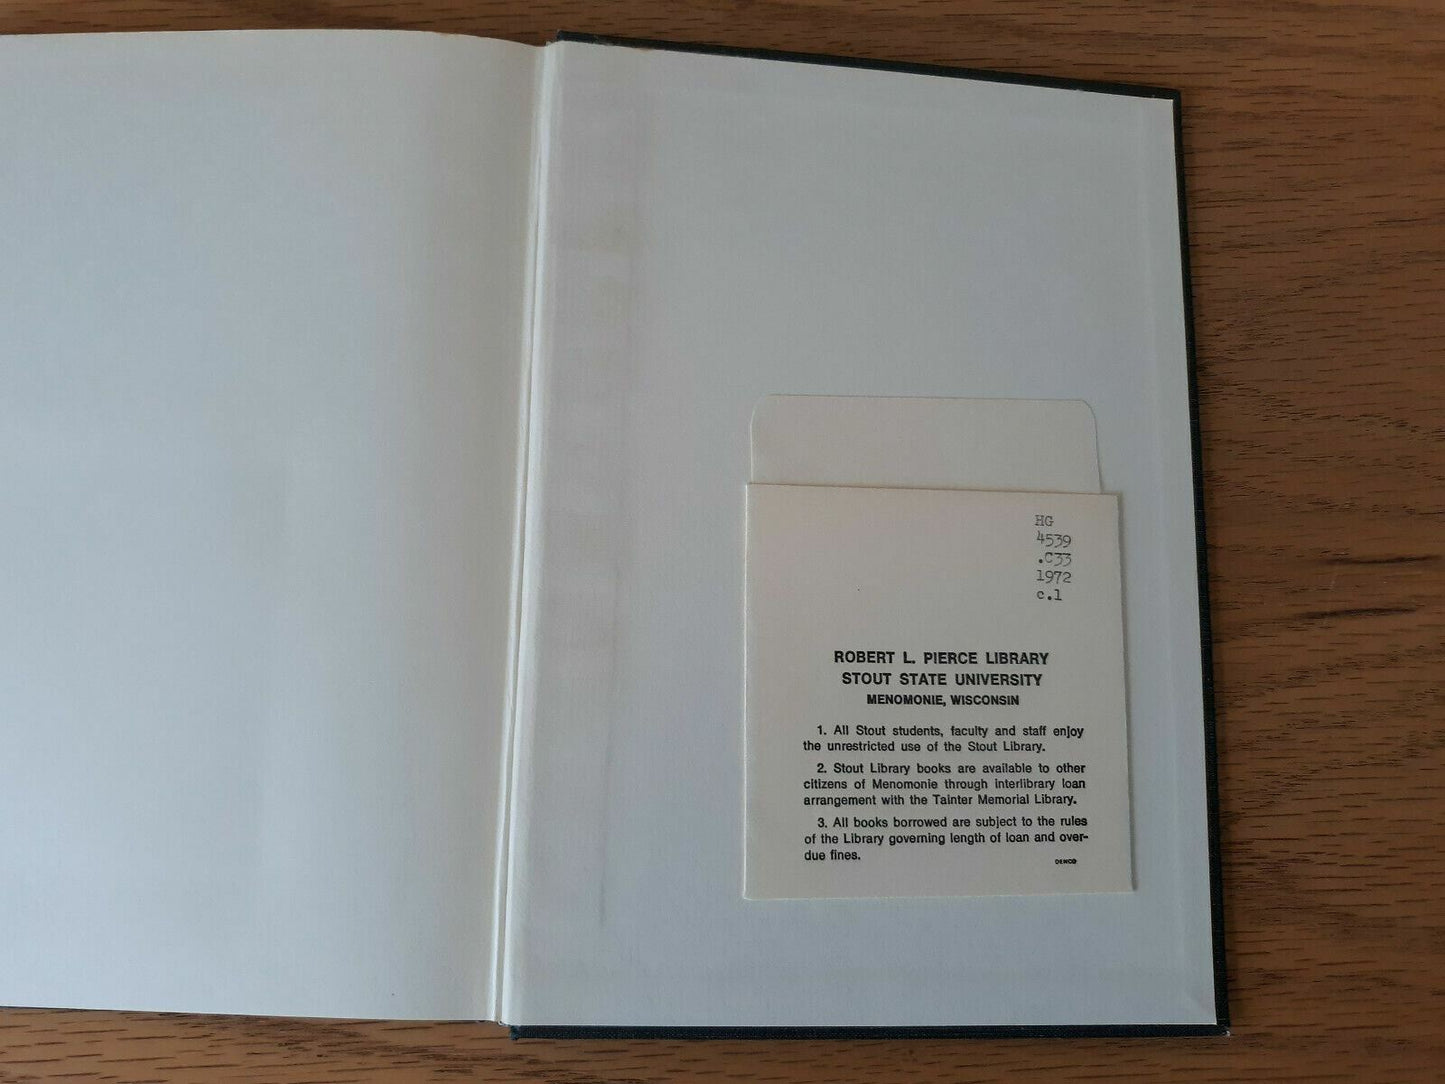 HG
4539
.C33
1972
c.1
ROBERT L. PIERCE LIBRARY
STOUT STATE UNIVERSITY
MENOMONIE, WISCONSIN
1. All Stout students, faculty and staff enjoy
the unrestricted use of the Stout Library.
2. Stout Library books are available to other
citizens of Menomonie through interlibrary loan
arrangement with the Tainter Memorial Library.
3. All books borrowed are subject to the rules
of the Library governing length of loan and over-
due fines.
DEMCO